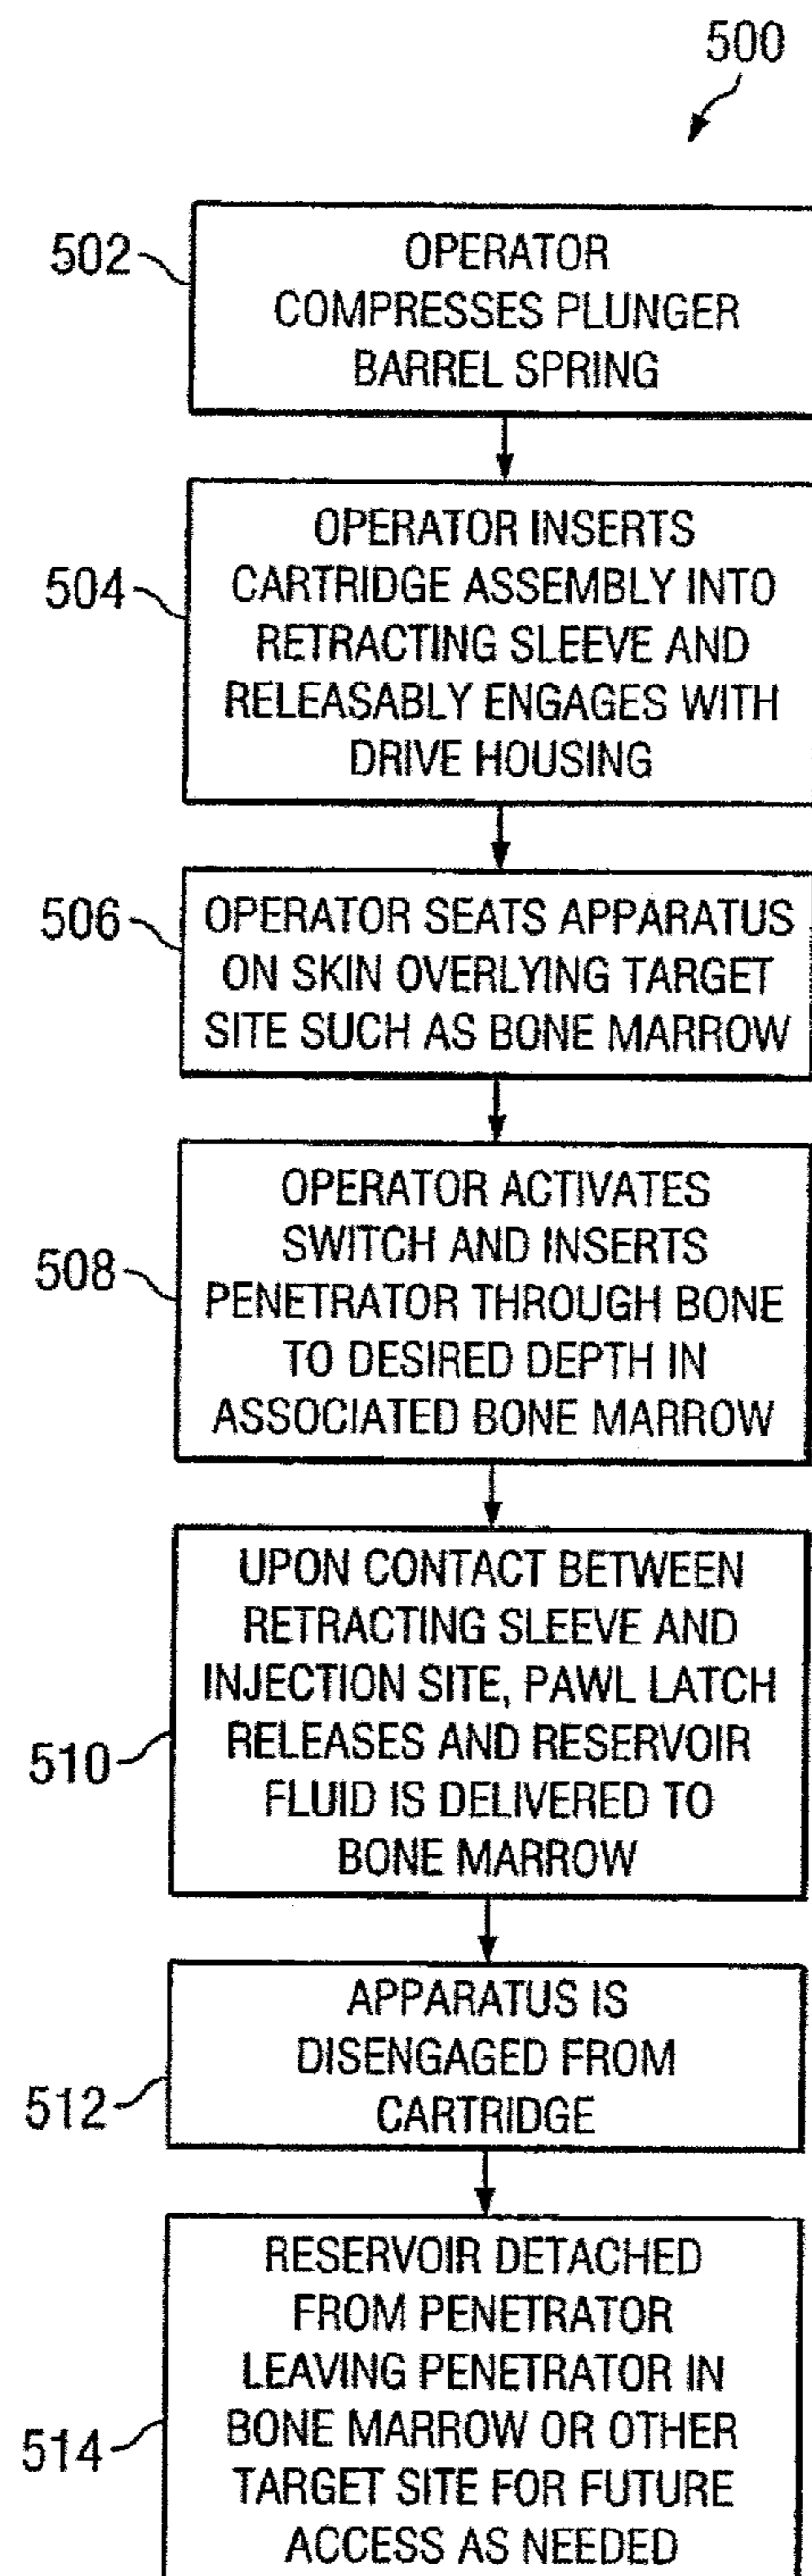 500
502
OPERATOR
COMPRESSES PLUNGER
BARREL SPRING
504
OPERATOR INSERTS
CARTRIDGE ASSEMBLY INTO
RETRACTING SLEEVE AND
RELEASABLY ENGAGES WITH
DRIVE HOUSING
506
OPERATOR SEATS APPARATUS
ON SKIN OVERLYING TARGET
SITE SUCH AS BONE MARROW
508
OPERATOR ACTIVATES
SWITCH AND INSERTS
PENETRATOR THROUGH BONE
TO DESIRED DEPTH IN
ASSOCIATED BONE MARROW
510
UPON CONTACT BETWEEN
RETRACTING SLEEVE AND
INJECTION SITE, PAWL LATCH
RELEASES AND RESERVOIR
FLUID IS DELIVERED TO
BONE MARROW
512
APPARATUS IS
DISENGAGED FROM
CARTRIDGE
514
RESERVOIR DETACHED
FROM PENETRATOR
LEAVING PENETRATOR IN
BONE MARROW OR OTHER
TARGET SITE FOR FUTURE
ACCESS AS NEEDED